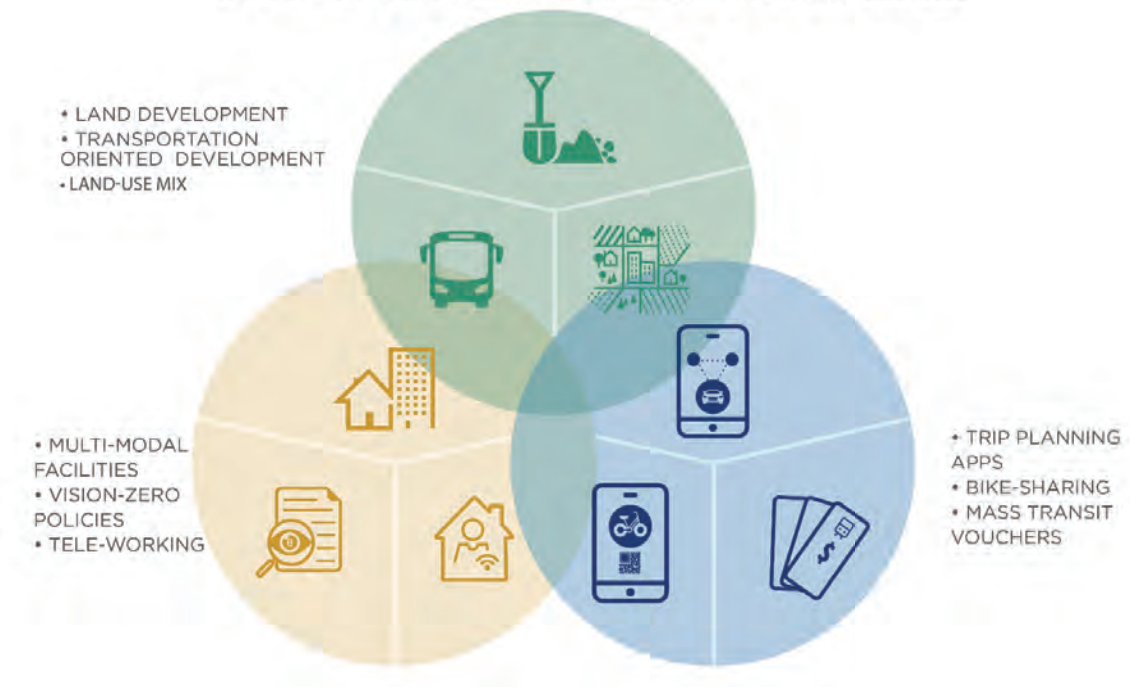 • LAND DEVELOPMENT
• TRANSPORTATION
ORIENTED DEVELOPMENT
• LAND-USE MIX
• MULTI-MODAL
FACILITIES
• VISION-ZERO
POLICIES
• TELE-WORKING
• TRIP PLANNING
APPS
• BIKE-SHARING
• MASS TRANSIT
VOUCHERS
$